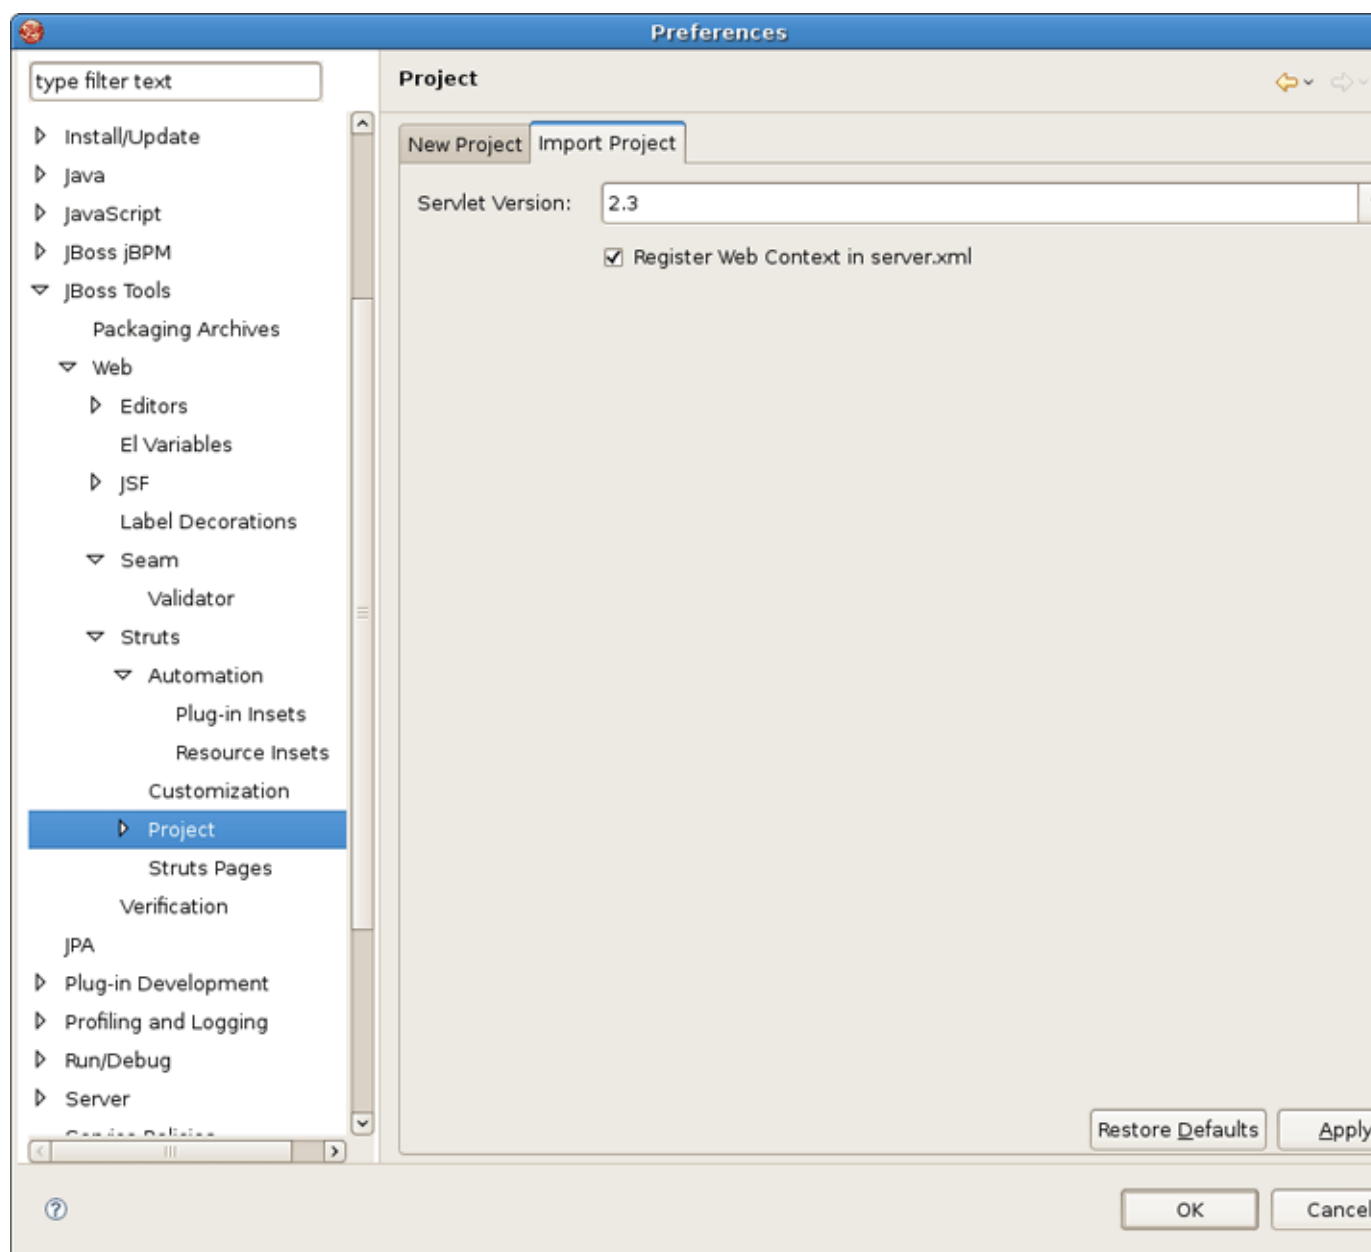 Preferences
type filter text
Install/Update
Java
JavaScript
JBoss jBPM
JBoss Tools
Packaging Archives
Web
Editors
El Variables
JSF
Label Decorations
Seam
Validator
Struts
Automation
Plug-in Insets
Resource Insets
Customization
Project
Struts Pages
Verification
JPA
Plug-in Development
Profiling and Logging
Run/Debug
Server
Project
New Project Import Project
Servlet Version: 2.3
Register Web Context in server.xml
Restore Defaults Apply
OK Cancel